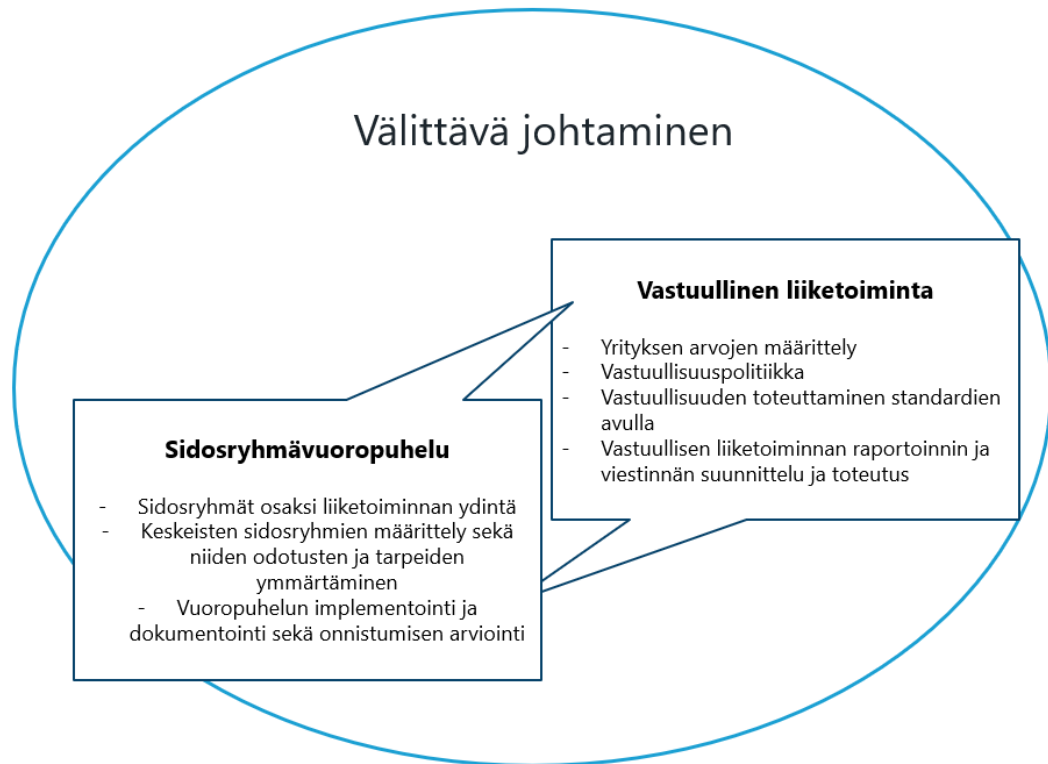 Välittävä johtaminen
Vastuullinen liiketoiminta
- Yrityksen arvojen määrittely
- Vastuullisuuspolitiikka
- Vastuullisuuden toteuttaminen standardien
avulla
- Vastuullisen liiketoiminnan raportoinnin ja
viestinnän suunnittelu ja toteutus
Sidosryhmävuoropuhelu
- Sidosryhmät osaksi liiketoiminnan ydintä
- Keskeisten sidosryhmien määrittely sekä
niiden odotusten ja tarpeiden
ymmärtäminen
- Vuoropuhelun implementointi ja
dokumentointi sekä onnistumisen arviointi